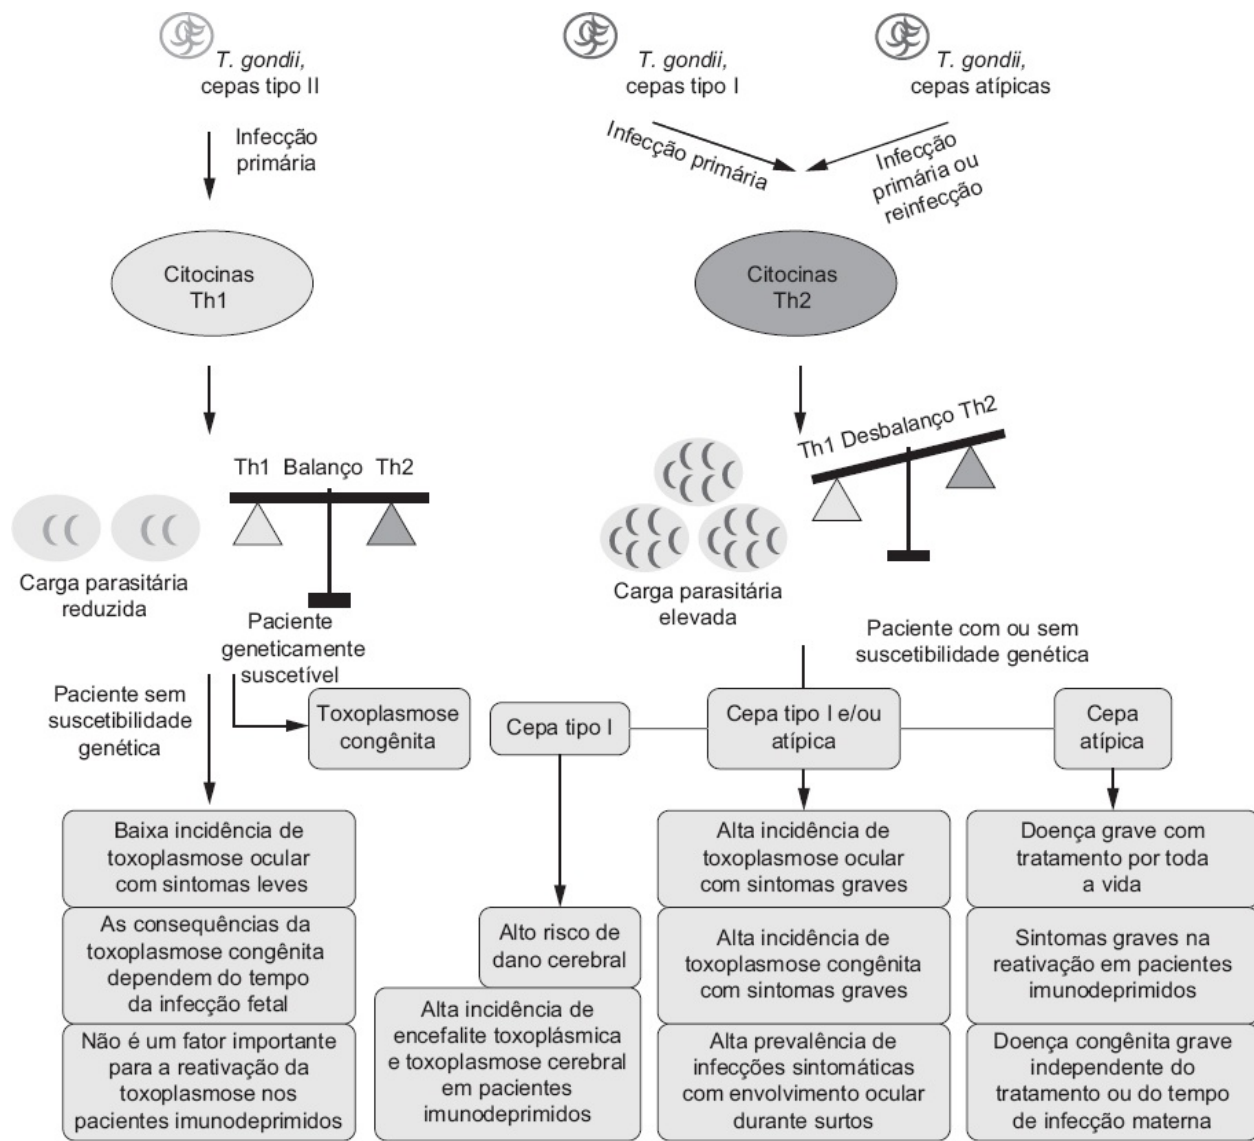 T. gondii,
cepas tipo II
T. gondii,
cepas tipo I
T. gondii,
cepas atípicas
Infecção
primária
Infecção primária
Infecção
primária ou
reinfecção
Citocinas
Th1
Citocinas
Th2
Th1 Balanço Th2
Th1 Desbalanço Th2
Carga parasitária
reduzida
Carga parasitária
elevada
Paciente
geneticamente
suscetível
Paciente com ou sem
suscetibilidade genética
Paciente sem
suscetibilidade
genética
Toxoplasmose
congênita
Cepa tipo I
Cepa tipo I e/ou
atípica
Cepa
atípica
Baixa incidência de
toxoplasmose ocular
com sintomas leves
As consequências da
toxoplasmose congênita
dependem do tempo
da infecção fetal
Não é um fator importante
para a reativação da
toxoplasmose nos
pacientes imunodeprimidos
Alto risco de
dano cerebral
Alta incidência de
encefalite toxoplásmica
e toxoplasmose cerebral
em pacientes
imunodeprimidos
Alta incidência de
toxoplasmose ocular
com sintomas graves
Alta incidência de
toxoplasmose congênita
com sintomas graves
Alta prevalência de
infecções sintomáticas
com envolvimento ocular
durante surtos
Doença grave com
tratamento por toda
a vida
Sintomas graves na
reativação em pacientes
imunodeprimidos
Doença congênita grave
independente do
tratamento ou do tempo
de infecção materna